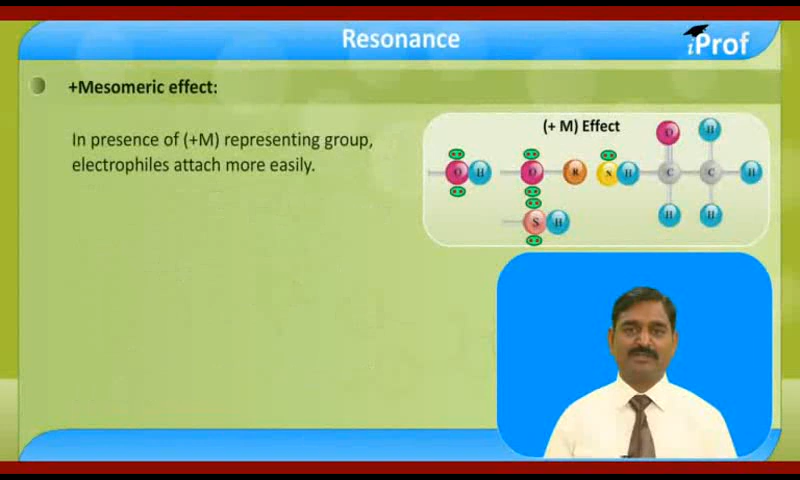 Resonance
iProf
+Mesomeric effect:
In presence of (+M) representing group,
electrophiles attach more easily.
(+ M) Effect
O H
H
O R N H C C H
H H
S H